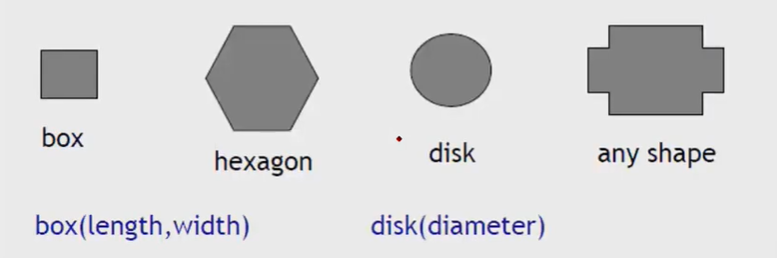 box
hexagon
disk
any shape
box(length,width)
disk(diameter)